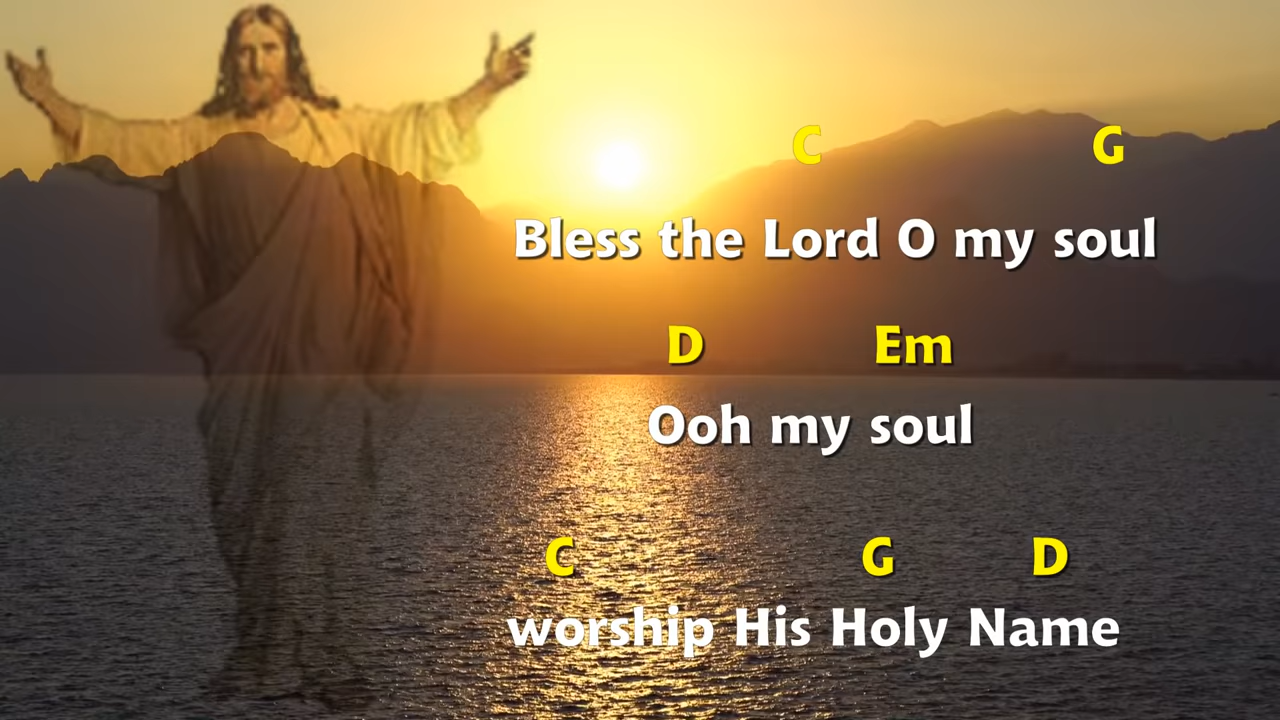 C G
Bless the Lord O my soul
D Em
Ooh my soul
C G D
worship His Holy Name